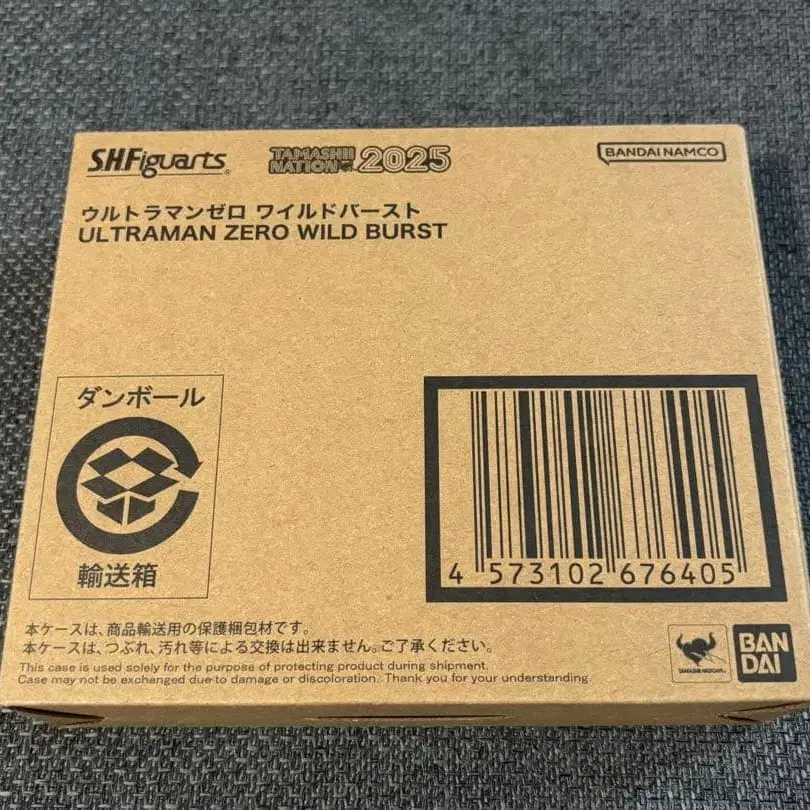 S.H.Figuarts®
TAMASHII NATION 2025
BANDAI NAMCO
ウルトラマンゼロ ワイルドバースト
ULTRAMAN ZERO WILD BURST
ダンボール
輸送箱
4 573102 676405
本ケースは、商品輸送用の保護梱包材です。
本ケースは、つぶれ、汚れ等による交換は出来ません。ご了承ください。
This case is used solely for the purpose of protecting product during shipment.
Case may not be exchanged due to damage or discoloration. Thank you for your understanding.
TAMASHII NATIONS
BAN
DAI